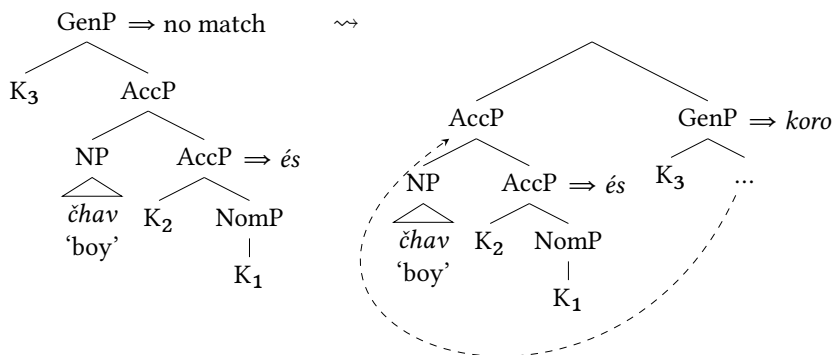 GenP ⇒ no match ⇝
K₃ AccP AccP GenP ⇒ koro
NP AccP ⇒ és NP AccP ⇒ és K₃ ...
čhav K₂ NomP čhav K₂ NomP
‘boy’ ‘boy’
K₁ K₁